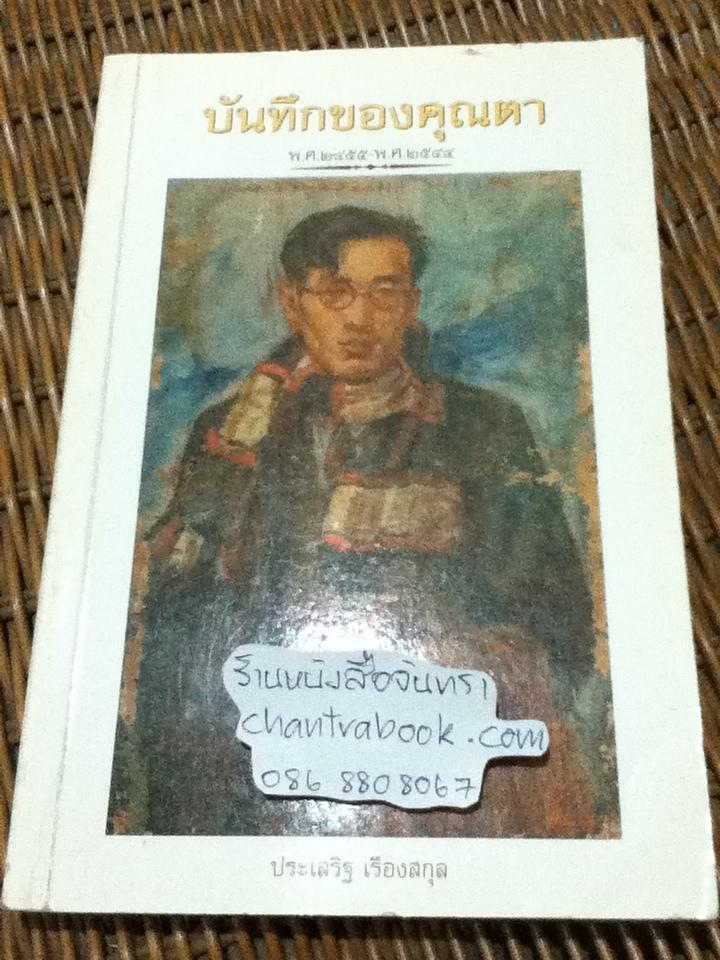 บันทึกของคุณตา
พ.ศ.๒๔๕๕-พ.ศ.๒๕๔๔
ร้านหนังสือจันทรา
chantrabook.com
086 8808067
ประเสริฐ เรืองสกุล